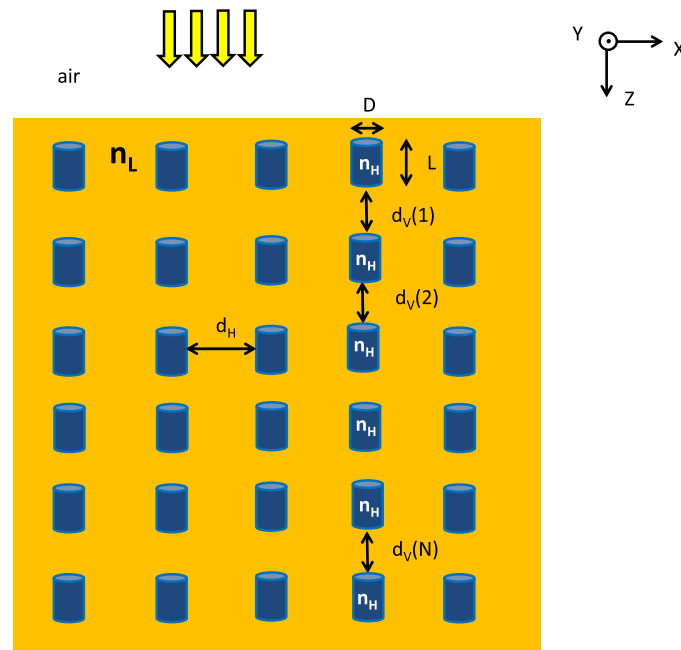 Y
X
air
Z
D
n_L
n_H
L
d_V(1)
n_H
d_V(2)
d_H
n_H
n_H
n_H
d_V(N)
n_H